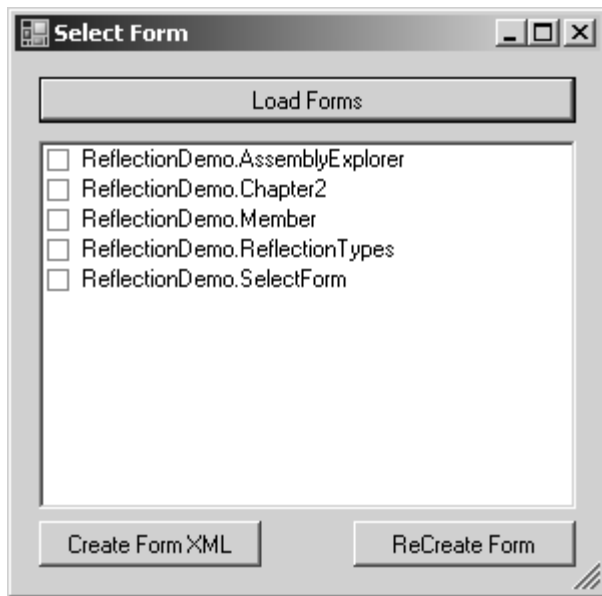 Select Form
Load Forms
ReflectionDemo.AssemblyExplorer
ReflectionDemo.Chapter2
ReflectionDemo.Member
ReflectionDemo.ReflectionTypes
ReflectionDemo.SelectForm
Create Form XML
ReCreate Form